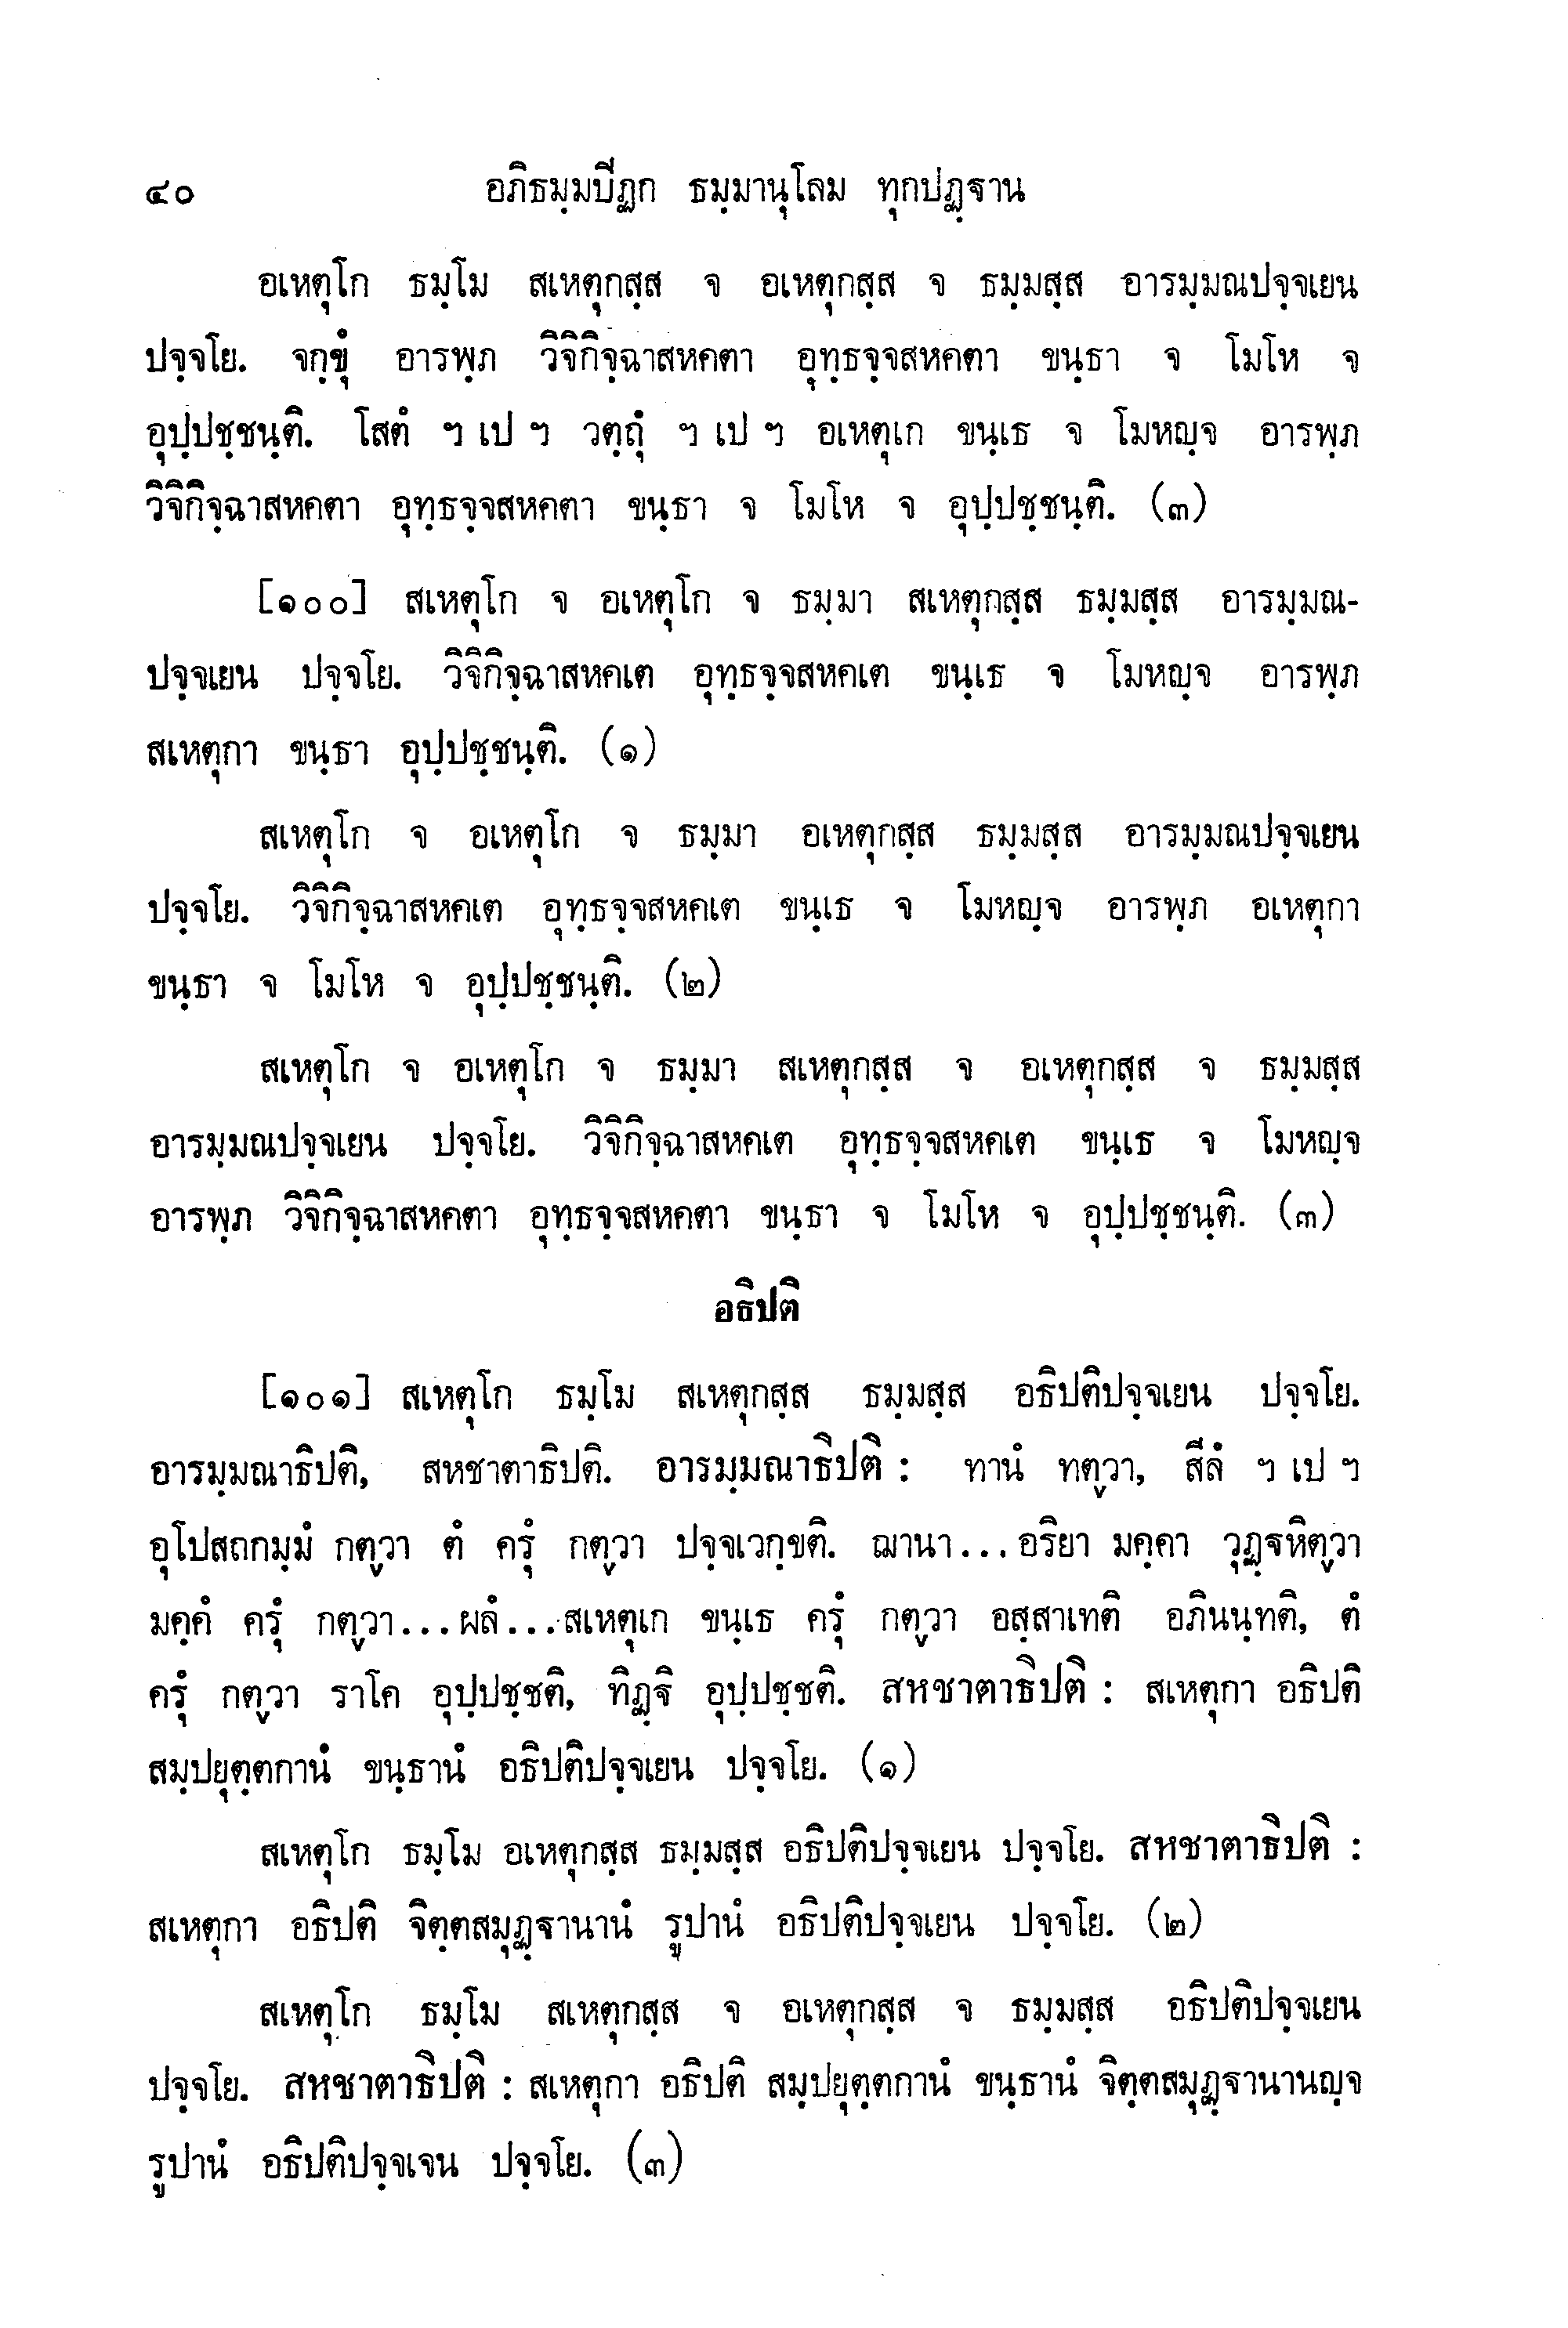 ๔๐ อภิธมฺมปีฏก ธมฺมานุโลม ทุกปฏฺฐาน
อเหตุโก ธมฺโม สเหตุกสฺส จ อเหตุกสฺส จ ธมฺมสฺส อารมฺมณปจฺจเยน
ปจฺจโย. จกฺขุํ อารพฺภ วิจิกิจฺฉาสหคตา อุทฺธจฺจสหคตา ขนฺธา จ โมโห จ
อุปฺปชฺชนฺติ. โสตํ ฯ เป ฯ วตฺถุํ ฯ เป ฯ อเหตุเก ขนฺเธ จ โมหญฺจ อารพฺภ
วิจิกิจฺฉาสหคตา อุทฺธจฺจสหคตา ขนฺธา จ โมโห จ อุปฺปชฺชนฺติ. (๓)
[๑๐๐] สเหตุโก จ อเหตุโก จ ธมฺมา สเหตุกสฺส ธมฺมสฺส อารมฺมณ-
ปจฺจเยน ปจฺจโย. วิจิกิจฺฉาสหคเต อุทฺธจฺจสหคเต ขนฺเธ จ โมหญฺจ อารพฺภ
สเหตุกา ขนฺธา อุปฺปชฺชนฺติ. (๑)
สเหตุโก จ อเหตุโก จ ธมฺมา อเหตุกสฺส ธมฺมสฺส อารมฺมณปจฺจเยน
ปจฺจโย. วิจิกิจฺฉาสหคเต อุทฺธจฺจสหคเต ขนฺเธ จ โมหญฺจ อารพฺภ อเหตุกา
ขนฺธา จ โมโห จ อุปฺปชฺชนฺติ. (๒)
สเหตุโก จ อเหตุโก จ ธมฺมา สเหตุกสฺส จ อเหตุกสฺส จ ธมฺมสฺส
อารมฺมณปจฺจเยน ปจฺจโย. วิจิกิจฺฉาสหคเต อุทฺธจฺจสหคเต ขนฺเธ จ โมหญฺจ
อารพฺภ วิจิกิจฺฉาสหคตา อุทฺธจฺจสหคตา ขนฺธา จ โมโห จ อุปฺปชฺชนฺติ. (๓)
อธิปติ
[๑๐๑] สเหตุโก ธมฺโม สเหตุกสฺส ธมฺมสฺส อธิปติปจฺจเยน ปจฺจโย.
อารมฺมณาธิปติ, สหชาตาธิปติ. อารมฺมณาธิปติ : ทานํ ทตฺวา, สีลํ ฯ เป ฯ
อุโปสถกมฺมํ กตฺวา ตํ ครุํ กตฺวา ปจฺจเวกฺขติ. ฌานา...อริยา มคฺคา วุฏฺฐหิตฺวา
มคฺคํ ครุํ กตฺวา...ผลํ...สเหตุเก ขนฺเธ ครุํ กตฺวา อสฺสาเทติ อภินนฺทติ, ตํ
ครุํ กตฺวา ราโค อุปฺปชฺชติ, ทิฏฺฐิ อุปฺปชฺชติ. สหชาตาธิปติ : สเหตุกา อธิปติ
สมฺปยุตฺตกานํ ขนฺธานํ อธิปติปจฺจเยน ปจฺจโย. (๑)
สเหตุโก ธมฺโม อเหตุกสฺส ธมฺมสฺส อธิปติปจฺจเยน ปจฺจโย. สหชาตาธิปติ :
สเหตุกา อธิปติ จิตฺตสมุฏฺฐานานํ รูปานํ อธิปติปจฺจเยน ปจฺจโย. (๒)
สเหตุโก ธมฺโม สเหตุกสฺส จ อเหตุกสฺส จ ธมฺมสฺส อธิปติปจฺจเยน
ปจฺจโย. สหชาตาธิปติ : สเหตุกา อธิปติ สมฺปยุตฺตกานํ ขนฺธานํ จิตฺตสมุฏฺฐานานญฺจ
รูปานํ อธิปติปจฺจเจน ปจฺจโย. (๓)